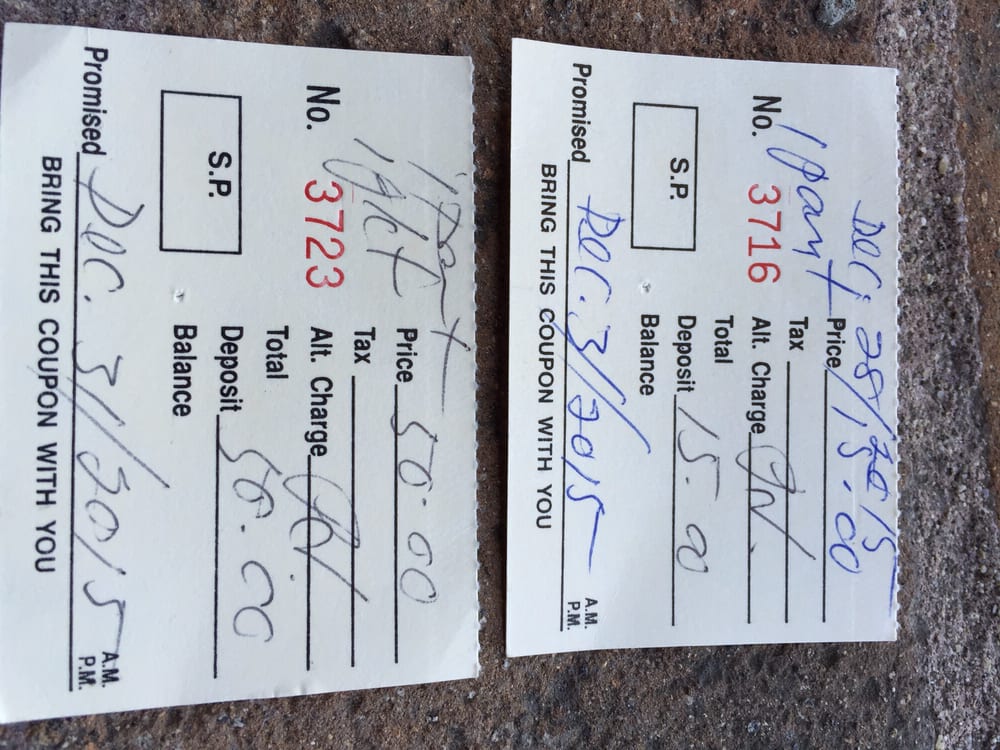 Dec. 28/2015
1 pant
Price 15.00
No. 3716
Tax
Alt. Charge
Total
S.P.
Deposit 15.00
Balance
Promised Dec. 31/2015 A.M. P.M.
BRING THIS COUPON WITH YOU
1 Pant
Price 50.00
No. 3723
Tax
Alt. Charge
Total
S.P.
Deposit 50.00
Balance
Promised Dec. 31/2015 A.M. P.M.
BRING THIS COUPON WITH YOU